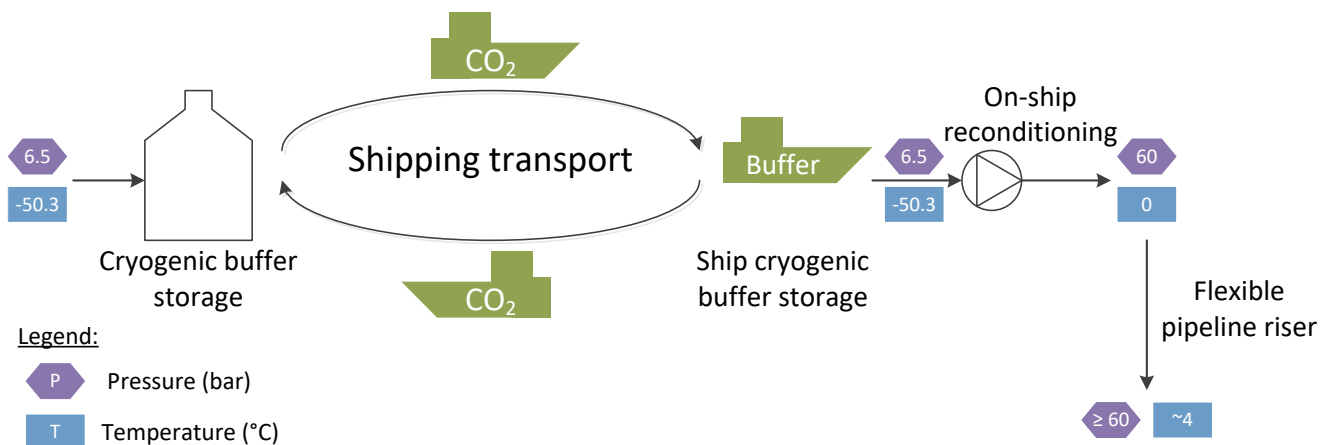 CO₂
On-ship
reconditioning
6.5
-50.3
Shipping transport
Buffer
6.5
-50.3
60
0
Cryogenic buffer
storage
CO₂
Ship cryogenic
buffer storage
Flexible
pipeline riser
Legend:
P Pressure (bar)
T Temperature (°C)
≥ 60 ~4